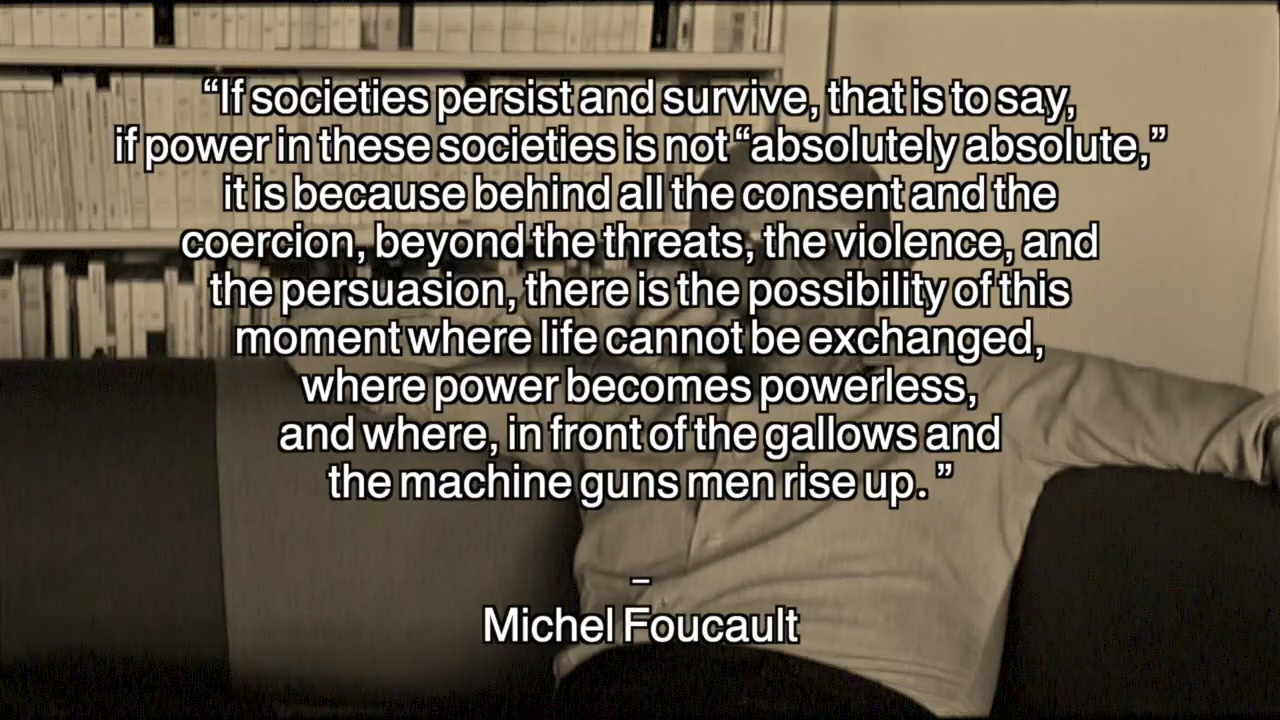 “If societies persist and survive, that is to say,
if power in these societies is not “absolutely absolute,”
it is because behind all the consent and the
coercion, beyond the threats, the violence, and
the persuasion, there is the possibility of this
moment where life cannot be exchanged,
where power becomes powerless,
and where, in front of the gallows and
the machine guns men rise up. ”
–
Michel Foucault